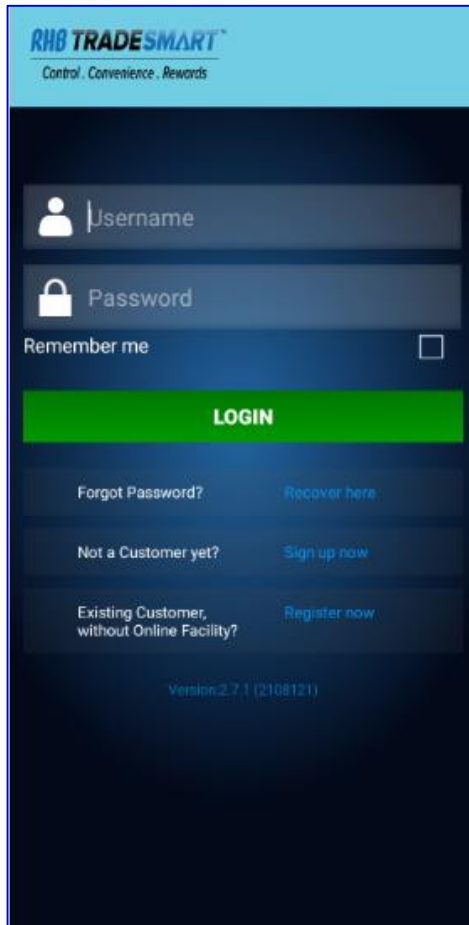 RHB TRADESMART™
Control . Convenience . Rewards
Username
Password
Remember me
LOGIN
Forgot Password? Recover here
Not a Customer yet? Sign up now
Existing Customer, Register now
without Online Facility?
Version:2.7.1 (2108121)